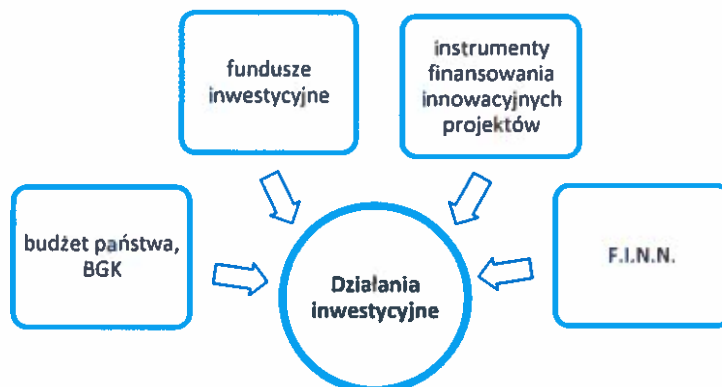 fundusze
inwestycyjne
instrumenty
finansowania
innowacyjnych
projektów
budżet państwa,
BGK
Działania
inwestycyjne
F.I.N.N.